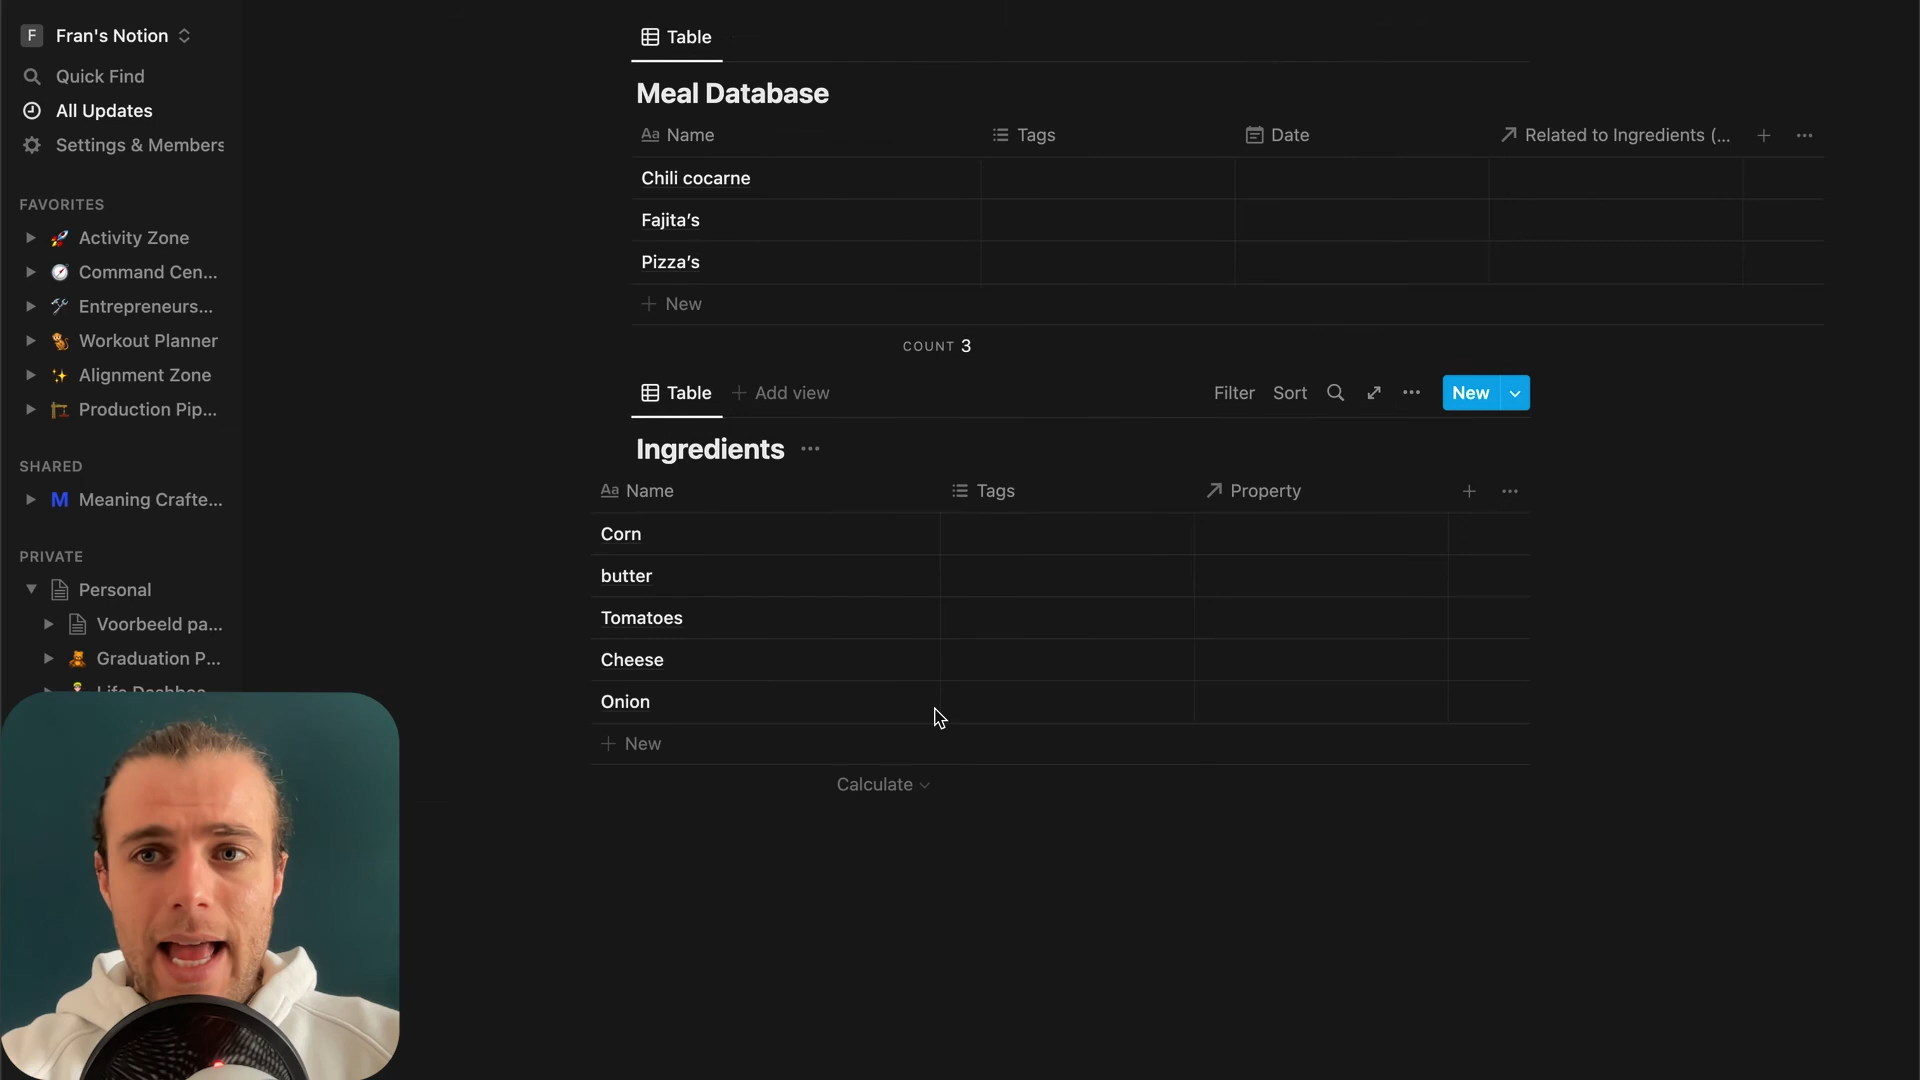 F Fran's Notion
Quick Find
All Updates
Settings & Members
FAVORITES
Activity Zone
Command Cen...
Entrepreneurs...
Workout Planner
Alignment Zone
Production Pip...
SHARED
M Meaning Crafte...
PRIVATE
Personal
Voorbeeld pa...
Graduation P...
Table
Meal Database
Aa Name Tags Date Related to Ingredients (...
Chili cocarne
Fajita’s
Pizza’s
+ New
COUNT 3
Table + Add view Filter Sort New
Ingredients
Aa Name Tags Property
Corn
butter
Tomatoes
Cheese
Onion
+ New
Calculate